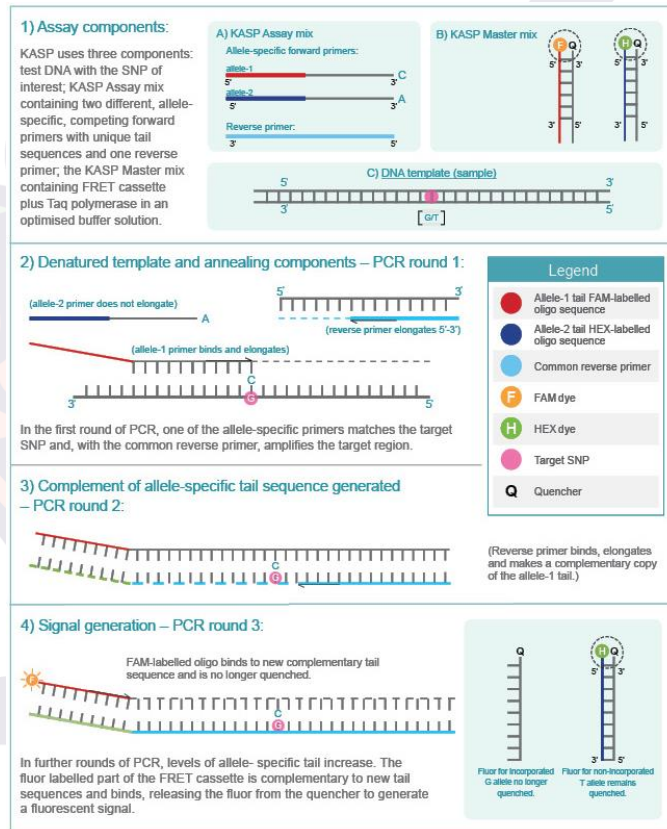 1) Assay components:
KASP uses three components:
test DNA with the SNP of
interest; KASP Assay mix
containing two different, allele-
specific, competing forward
primers with unique tail
sequences and one reverse
primer; the KASP Master mix
containing FRET cassette
plus Taq polymerase in an
optimised buffer solution.
A) KASP Assay mix
Allele-specific forward primers:
allele-1
C
5' 3'
allele-2
A
5' 3'
Reverse primer:
3' 5'
B) KASP Master mix
F Q
5' 3'
3' 5'
H Q
5' 3'
3' 5'
C) DNA template (sample)
5' 3'
3' 5'
[G/T]
2) Denatured template and annealing components – PCR round 1:
(allele-2 primer does not elongate)
A
5' 3'
(reverse primer elongates 5'-3')
(allele-1 primer binds and elongates)
C
G
3' 5'
In the first round of PCR, one of the allele-specific primers matches the target
SNP and, with the common reverse primer, amplifies the target region.
Legend
Allele-1 tail FAM-labelled
oligo sequence
Allele-2 tail HEX-labelled
oligo sequence
Common reverse primer
F FAM dye
H HEX dye
Target SNP
Q Quencher
3) Complement of allele-specific tail sequence generated
– PCR round 2:
C
G
(Reverse primer binds, elongates
and makes a complementary copy
of the allele-1 tail.)
4) Signal generation – PCR round 3:
FAM-labelled oligo binds to new complementary tail
sequence and is no longer quenched.
F
C
G
In further rounds of PCR, levels of allele- specific tail increase. The
fluor labelled part of the FRET cassette is complementary to new tail
sequences and binds, releasing the fluor from the quencher to generate
a fluorescent signal.
Q
H Q
5' 3'
3' 5'
Fluor for incorporated
G allele no longer
quenched.
Fluor for non-incorporated
T allele remains
quenched.